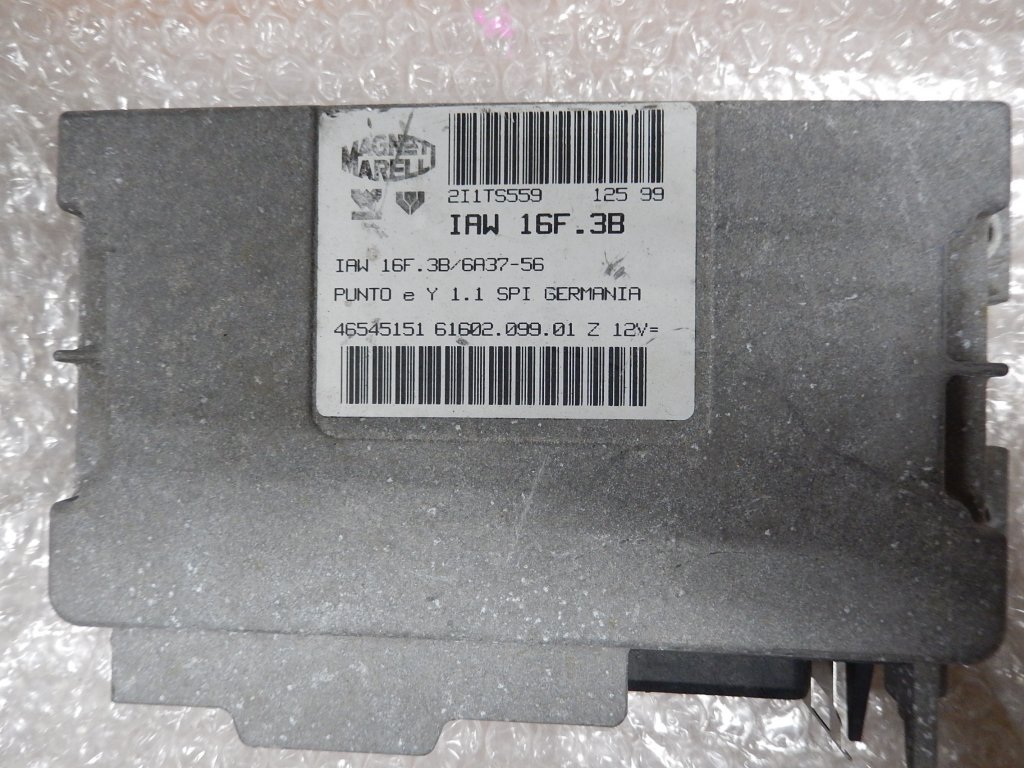 MAGNETI
MARELLI
2I1TS559 125 99
IAW 16F.3B
IAW 16F.3B/6A37-56
PUNTO e Y 1.1 SPI GERMANIA
46545151 61602.099.01 Z 12V=